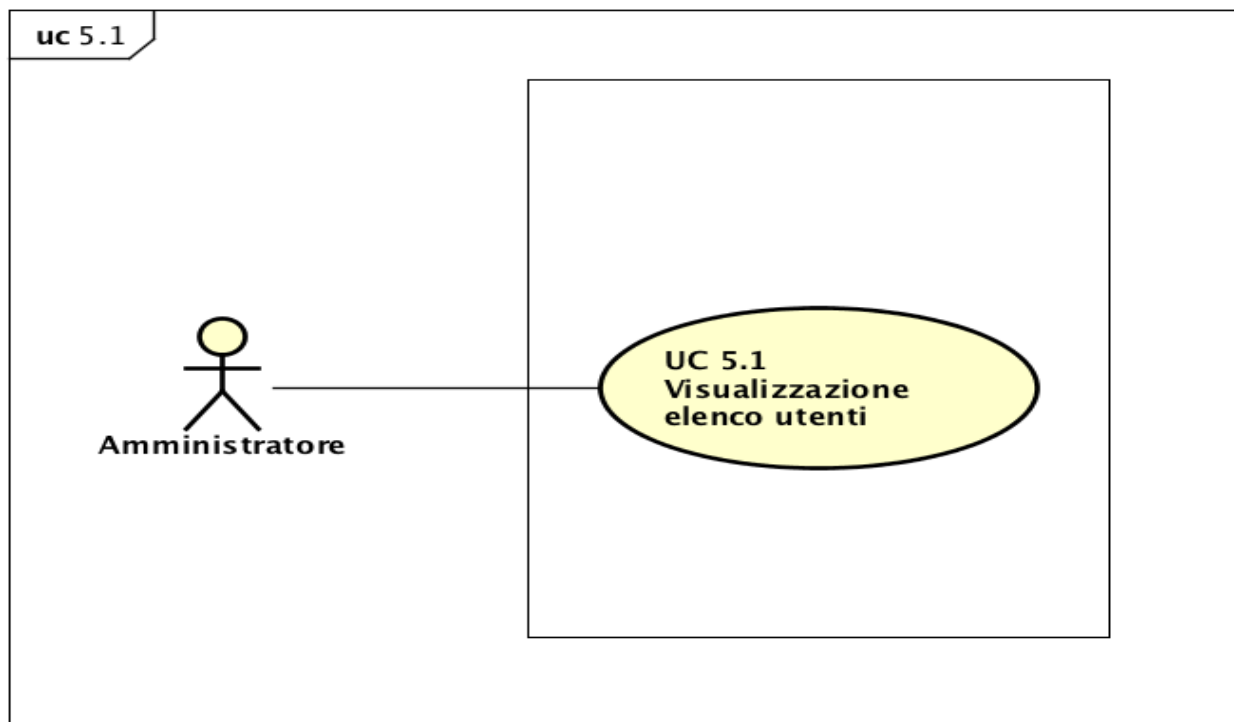 uc 5.1
UC 5.1
Visualizzazione
elenco utenti
Amministratore